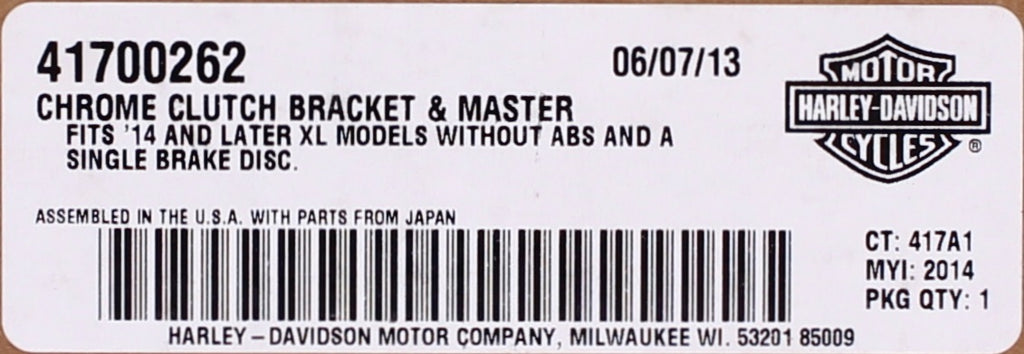 41700262
06/07/13
CHROME CLUTCH BRACKET & MASTER
FITS '14 AND LATER XL MODELS WITHOUT ABS AND A
SINGLE BRAKE DISC.
MOTOR
HARLEY-DAVIDSON
CYCLES
®
ASSEMBLED IN THE U.S.A. WITH PARTS FROM JAPAN
CT: 417A1
MYI: 2014
PKG QTY: 1
HARLEY-DAVIDSON MOTOR COMPANY, MILWAUKEE WI. 53201 85009